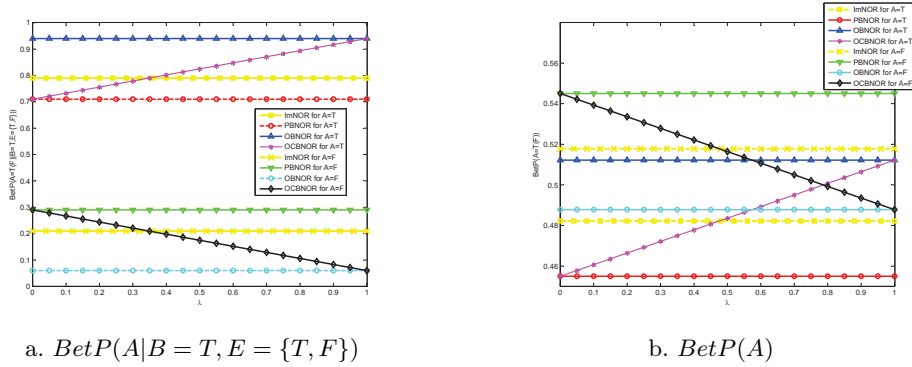 BetP(A=T(F)|B=T,E={T,F})
1
0.9
0.8
0.7
0.6
0.5
0.4
0.3
0.2
0.1
0
0 0.1 0.2 0.3 0.4 0.5 0.6 0.7 0.8 0.9 1
λ
ImNOR for A=T
PBNOR for A=T
OBNOR for A=T
OCBNOR for A=T
ImNOR for A=F
PBNOR for A=F
OBNOR for A=F
OCBNOR for A=F
a. BetP(A|B = T, E = {T, F})
BetP(A=T(F))
0.56
0.54
0.52
0.5
0.48
0.46
0 0.1 0.2 0.3 0.4 0.5 0.6 0.7 0.8 0.9 1
λ
ImNOR for A=T
PBNOR for A=T
OBNOR for A=T
OCBNOR for A=T
ImNOR for A=F
PBNOR for A=F
OBNOR for A=F
OCBNOR for A=F
b. BetP(A)